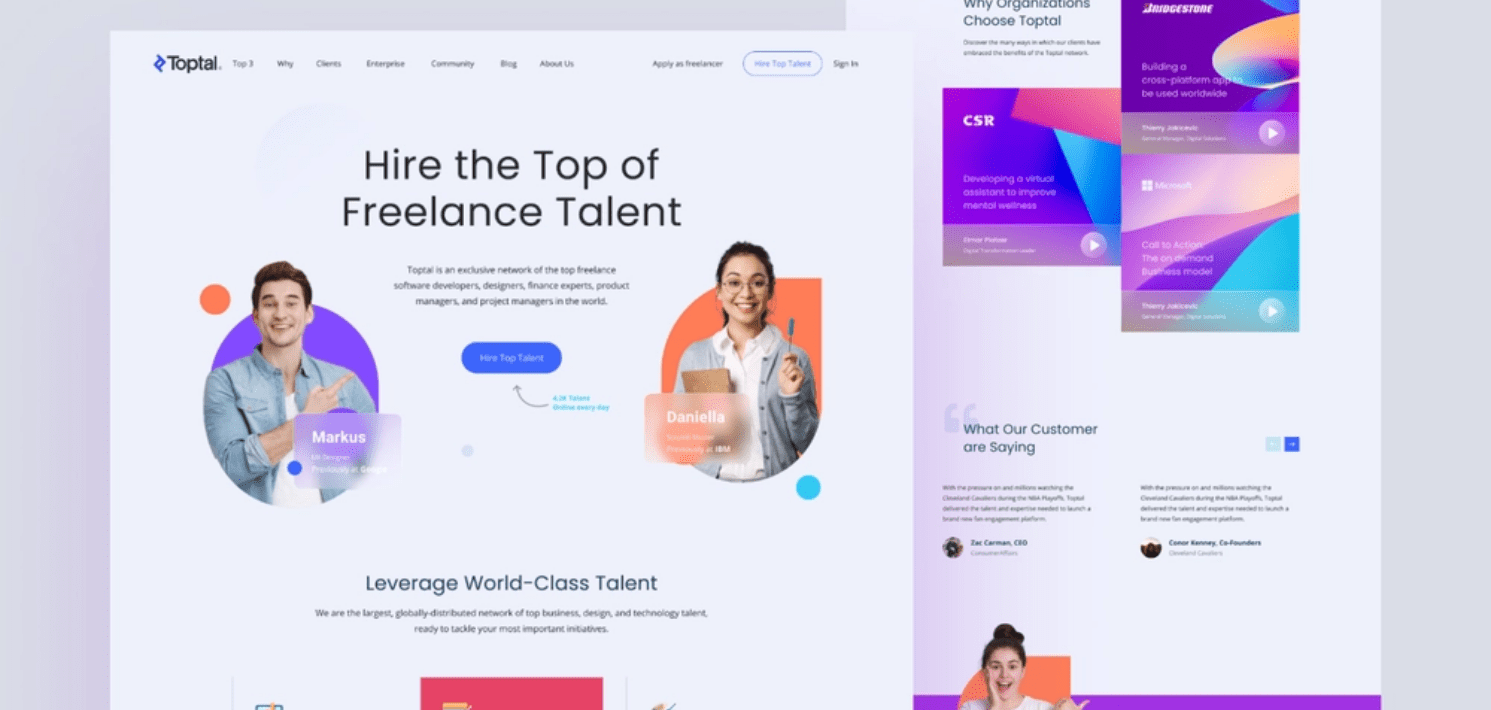 Toptal
Top 3
Why
Clients
Enterprise
Community
Blog
About Us
Apply as freelancer
Hire Top Talent
Sign In
Hire the Top of
Freelance Talent
Toptal is an exclusive network of the top freelance
software developers, designers, finance experts, product
managers, and project managers in the world.
Hire Top Talent
4.2K Talent
Online every day
Markus
Previously at Google
Daniella
Previously at IBM
Leverage World-Class Talent
We are the largest, globally-distributed network of top business, design, and technology talent,
ready to tackle your most important initiatives.
Why Organizations
Choose Toptal
Discover the many ways in which our clients have
embraced the benefits of the Toptal network.
CSR
Developing a virtual
assistant to improve
mental wellness
Digital Transformation Leader
BRIDGESTONE
Building a
cross-platform app to
be used worldwide
Thierry Jakicevic
General Manager, Digital Solutions
Microsoft
Call to Action:
The on demand
Business model
Thierry Jakicevic
General Manager, Digital Solutions
What Our Customer
are Saying
With the pressure on and millions watching the
Cleveland Cavaliers during the NBA Playoffs, Toptal
delivered the talent and expertise needed to launch a
brand new fan engagement platform.
Zac Carman, CEO
ConsumerAffairs
With the pressure on and millions watching the
Cleveland Cavaliers during the NBA Playoffs, Toptal
delivered the talent and expertise needed to launch a
brand new fan engagement platform.
Conor Kenney, Co-Founders
Cleveland Cavaliers